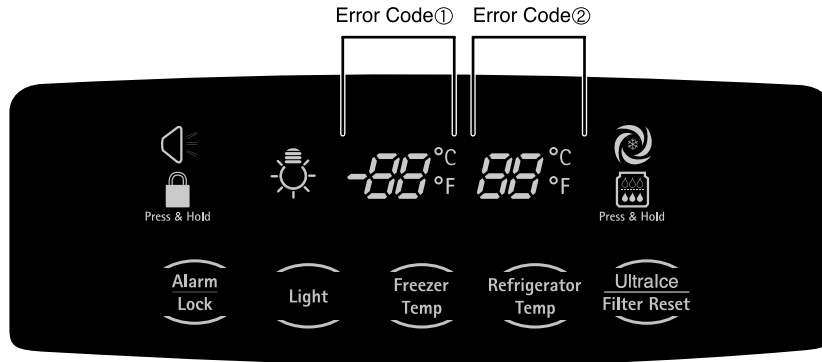 Error Code① Error Code②
-88 °C °F 88 °C °F
Press & Hold Press & Hold
Alarm
Lock
Light
Freezer
Temp
Refrigerator
Temp
UltraIce
Filter Reset